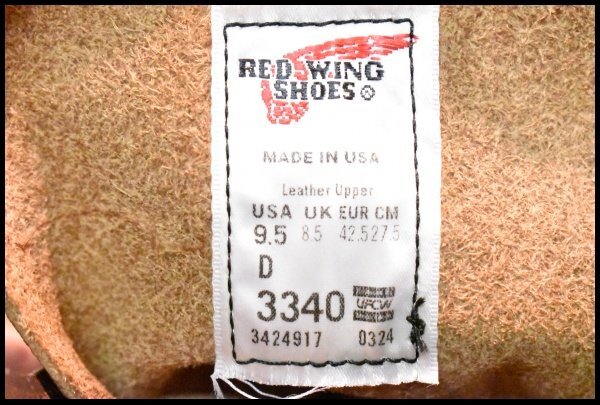 RED WING
SHOES ®
MADE IN USA
Leather Upper
USA UK EUR CM
9.5 8.5 42.5 27.5
D
3340 UFCW
3424917 0324